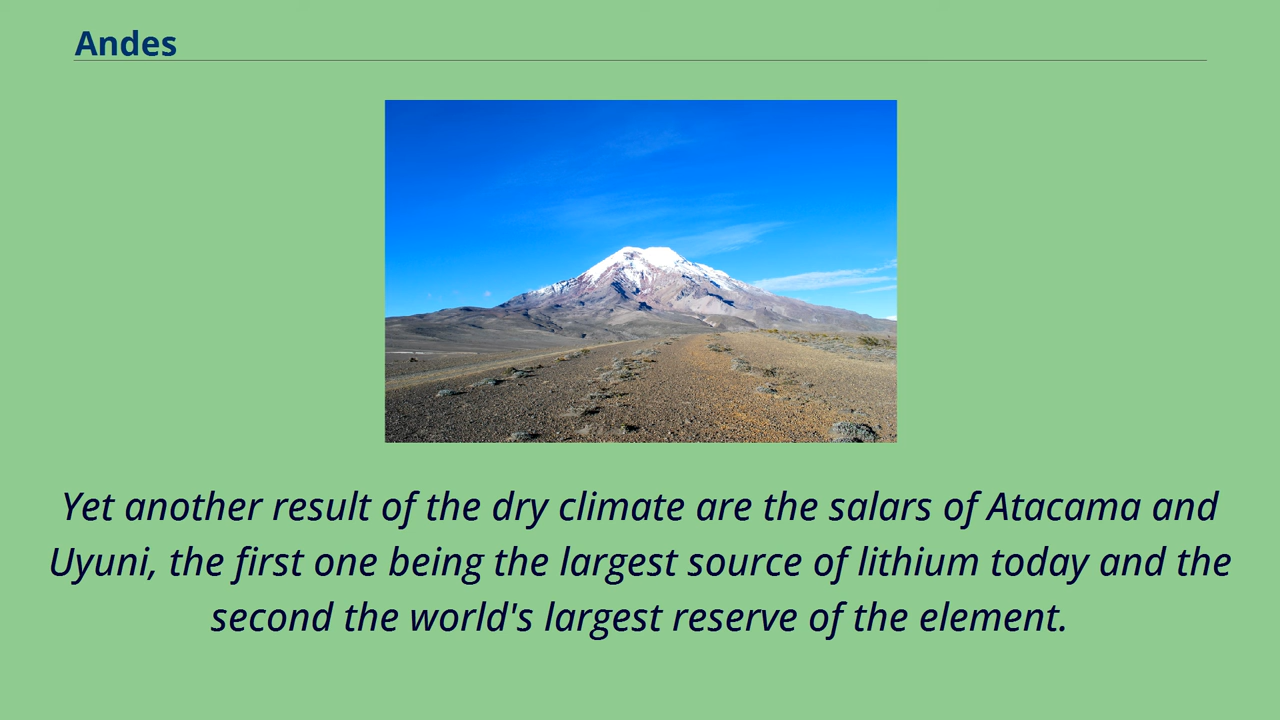 Andes
Yet another result of the dry climate are the salars of Atacama and
Uyuni, the first one being the largest source of lithium today and the
second the world's largest reserve of the element.